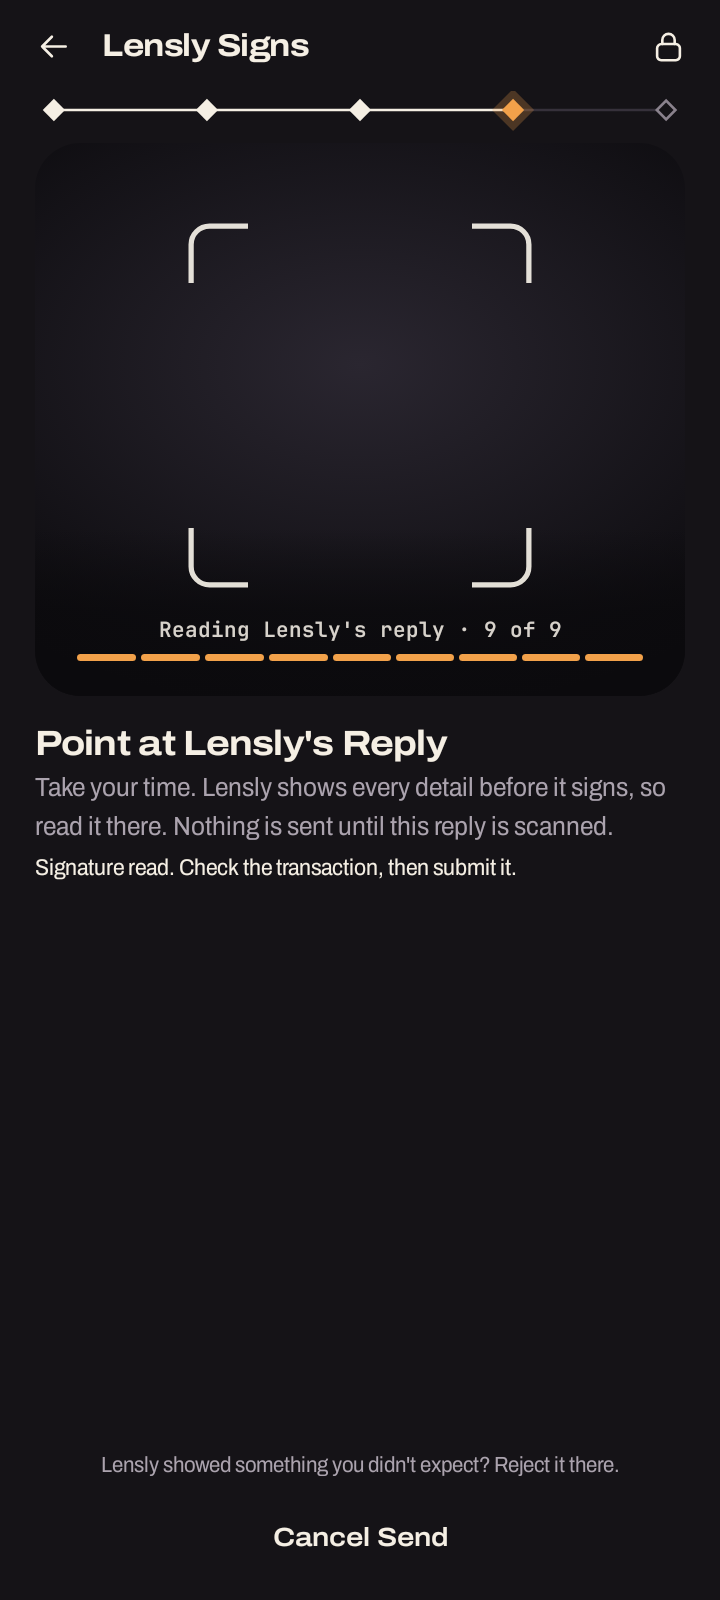 Lensly Signs
Reading Lensly's reply · 9 of 9
Point at Lensly's Reply
Take your time. Lensly shows every detail before it signs, so
read it there. Nothing is sent until this reply is scanned.
Signature read. Check the transaction, then submit it.
Lensly showed something you didn't expect? Reject it there.
Cancel Send